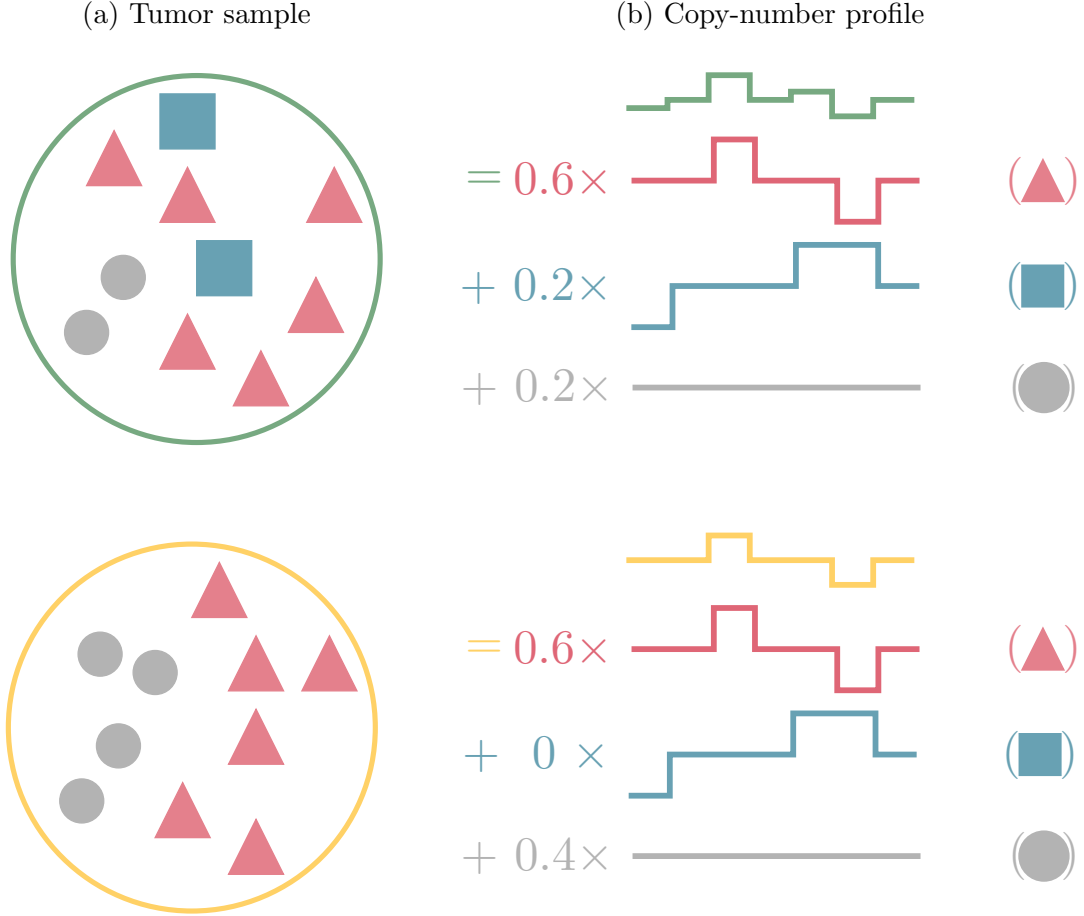 (a) Tumor sample
(b) Copy-number profile
= 0.6× ( )
+ 0.2× ( )
+ 0.2× ( )
= 0.6× ( )
+ 0 × ( )
+ 0.4× ( )